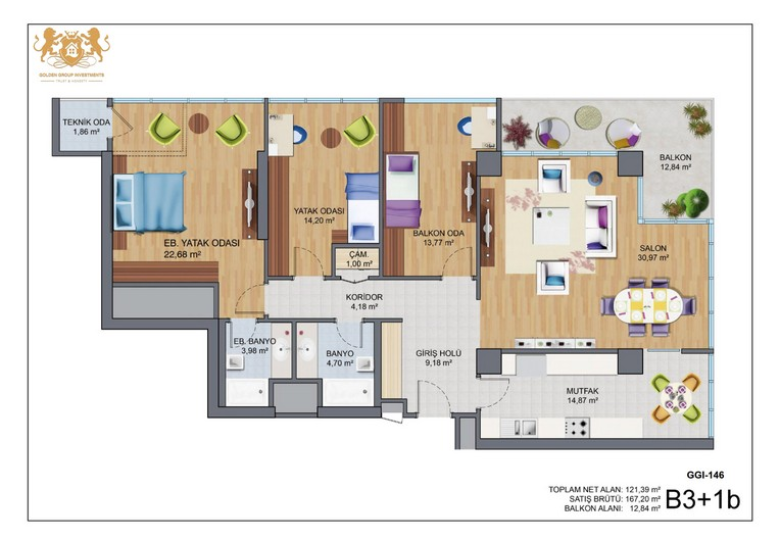 GOLDEN GROUP INVESTMENTS
TEKNİK ODA
1,86 m²
BALKON
12,84 m²
YATAK ODASI
14,20 m²
BALKON ODA
13,77 m²
EB. YATAK ODASI
22,68 m²
SALON
30,97 m²
ÇAM.
1,00 m²
KORİDOR
4,18 m²
EB. BANYO
3,98 m²
BANYO
4,70 m²
GİRİŞ HOLÜ
9,18 m²
MUTFAK
14,87 m²
GGI-146
TOPLAM NET ALAN: 121,39 m²
SATIŞ BRÜTÜ: 167,20 m²
BALKON ALANI: 12,84 m²
B3+1b